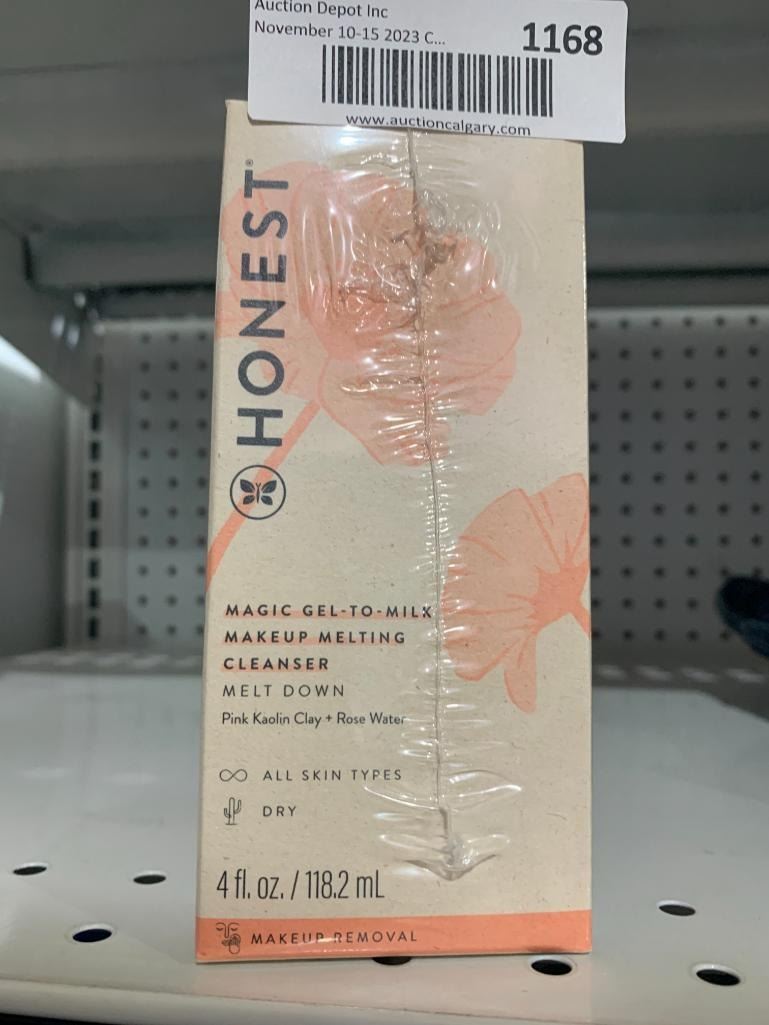 Auction Depot Inc
November 10-15 2023 C...
1168
www.auctioncalgary.com
HONEST®
MAGIC GEL-TO-MILK
MAKEUP MELTING
CLEANSER
MELT DOWN
Pink Kaolin Clay + Rose Water
ALL SKIN TYPES
DRY
4 fl. oz. / 118.2 mL
MAKEUP REMOVAL